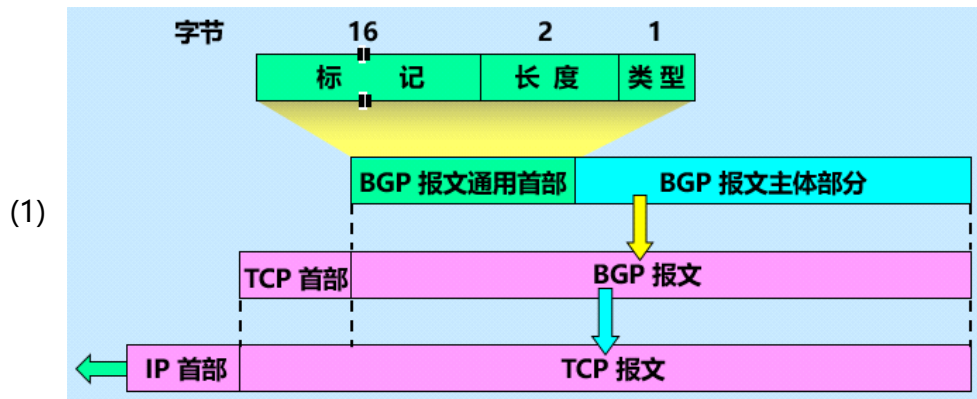 字节 16 2 1
标 记 长 度 类 型
BGP 报文通用首部 BGP 报文主体部分
(1)
TCP 首部 BGP 报文
IP 首部 TCP 报文